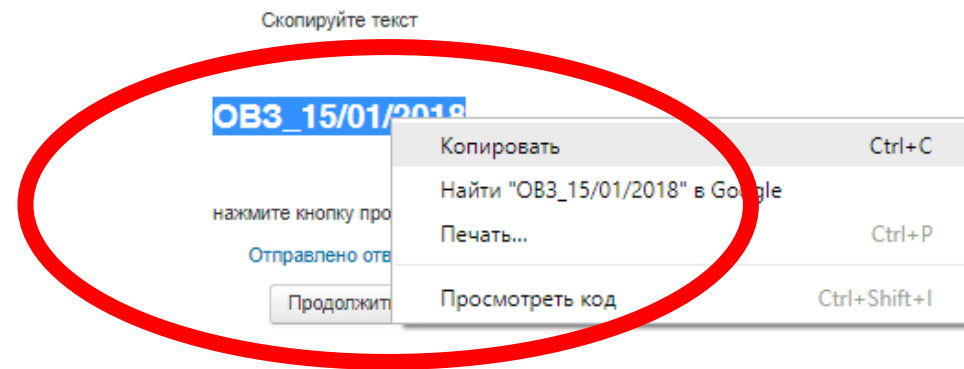 Скопируйте текст
ОВЗ_15/01/2018
Копировать Ctrl+C
Найти "ОВЗ_15/01/2018" в Google
нажмите кнопку про
Печать... Ctrl+P
Отправлено отв
Продолжить
Просмотреть код Ctrl+Shift+I